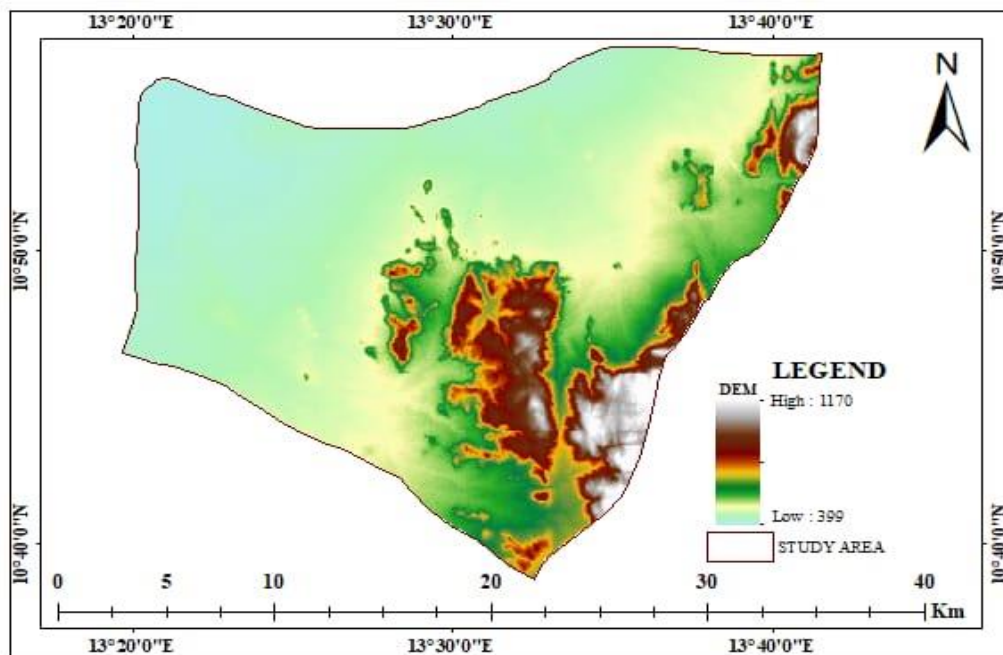 13°20'0"E 13°30'0"E 13°40'0"E
N
10°50'0"N 10°50'0"N
LEGEND
DEM
High : 1170
Low : 399
STUDY AREA
10°40'0"N 10°40'0"N
0 5 10 20 30 40
Km
13°20'0"E 13°30'0"E 13°40'0"E